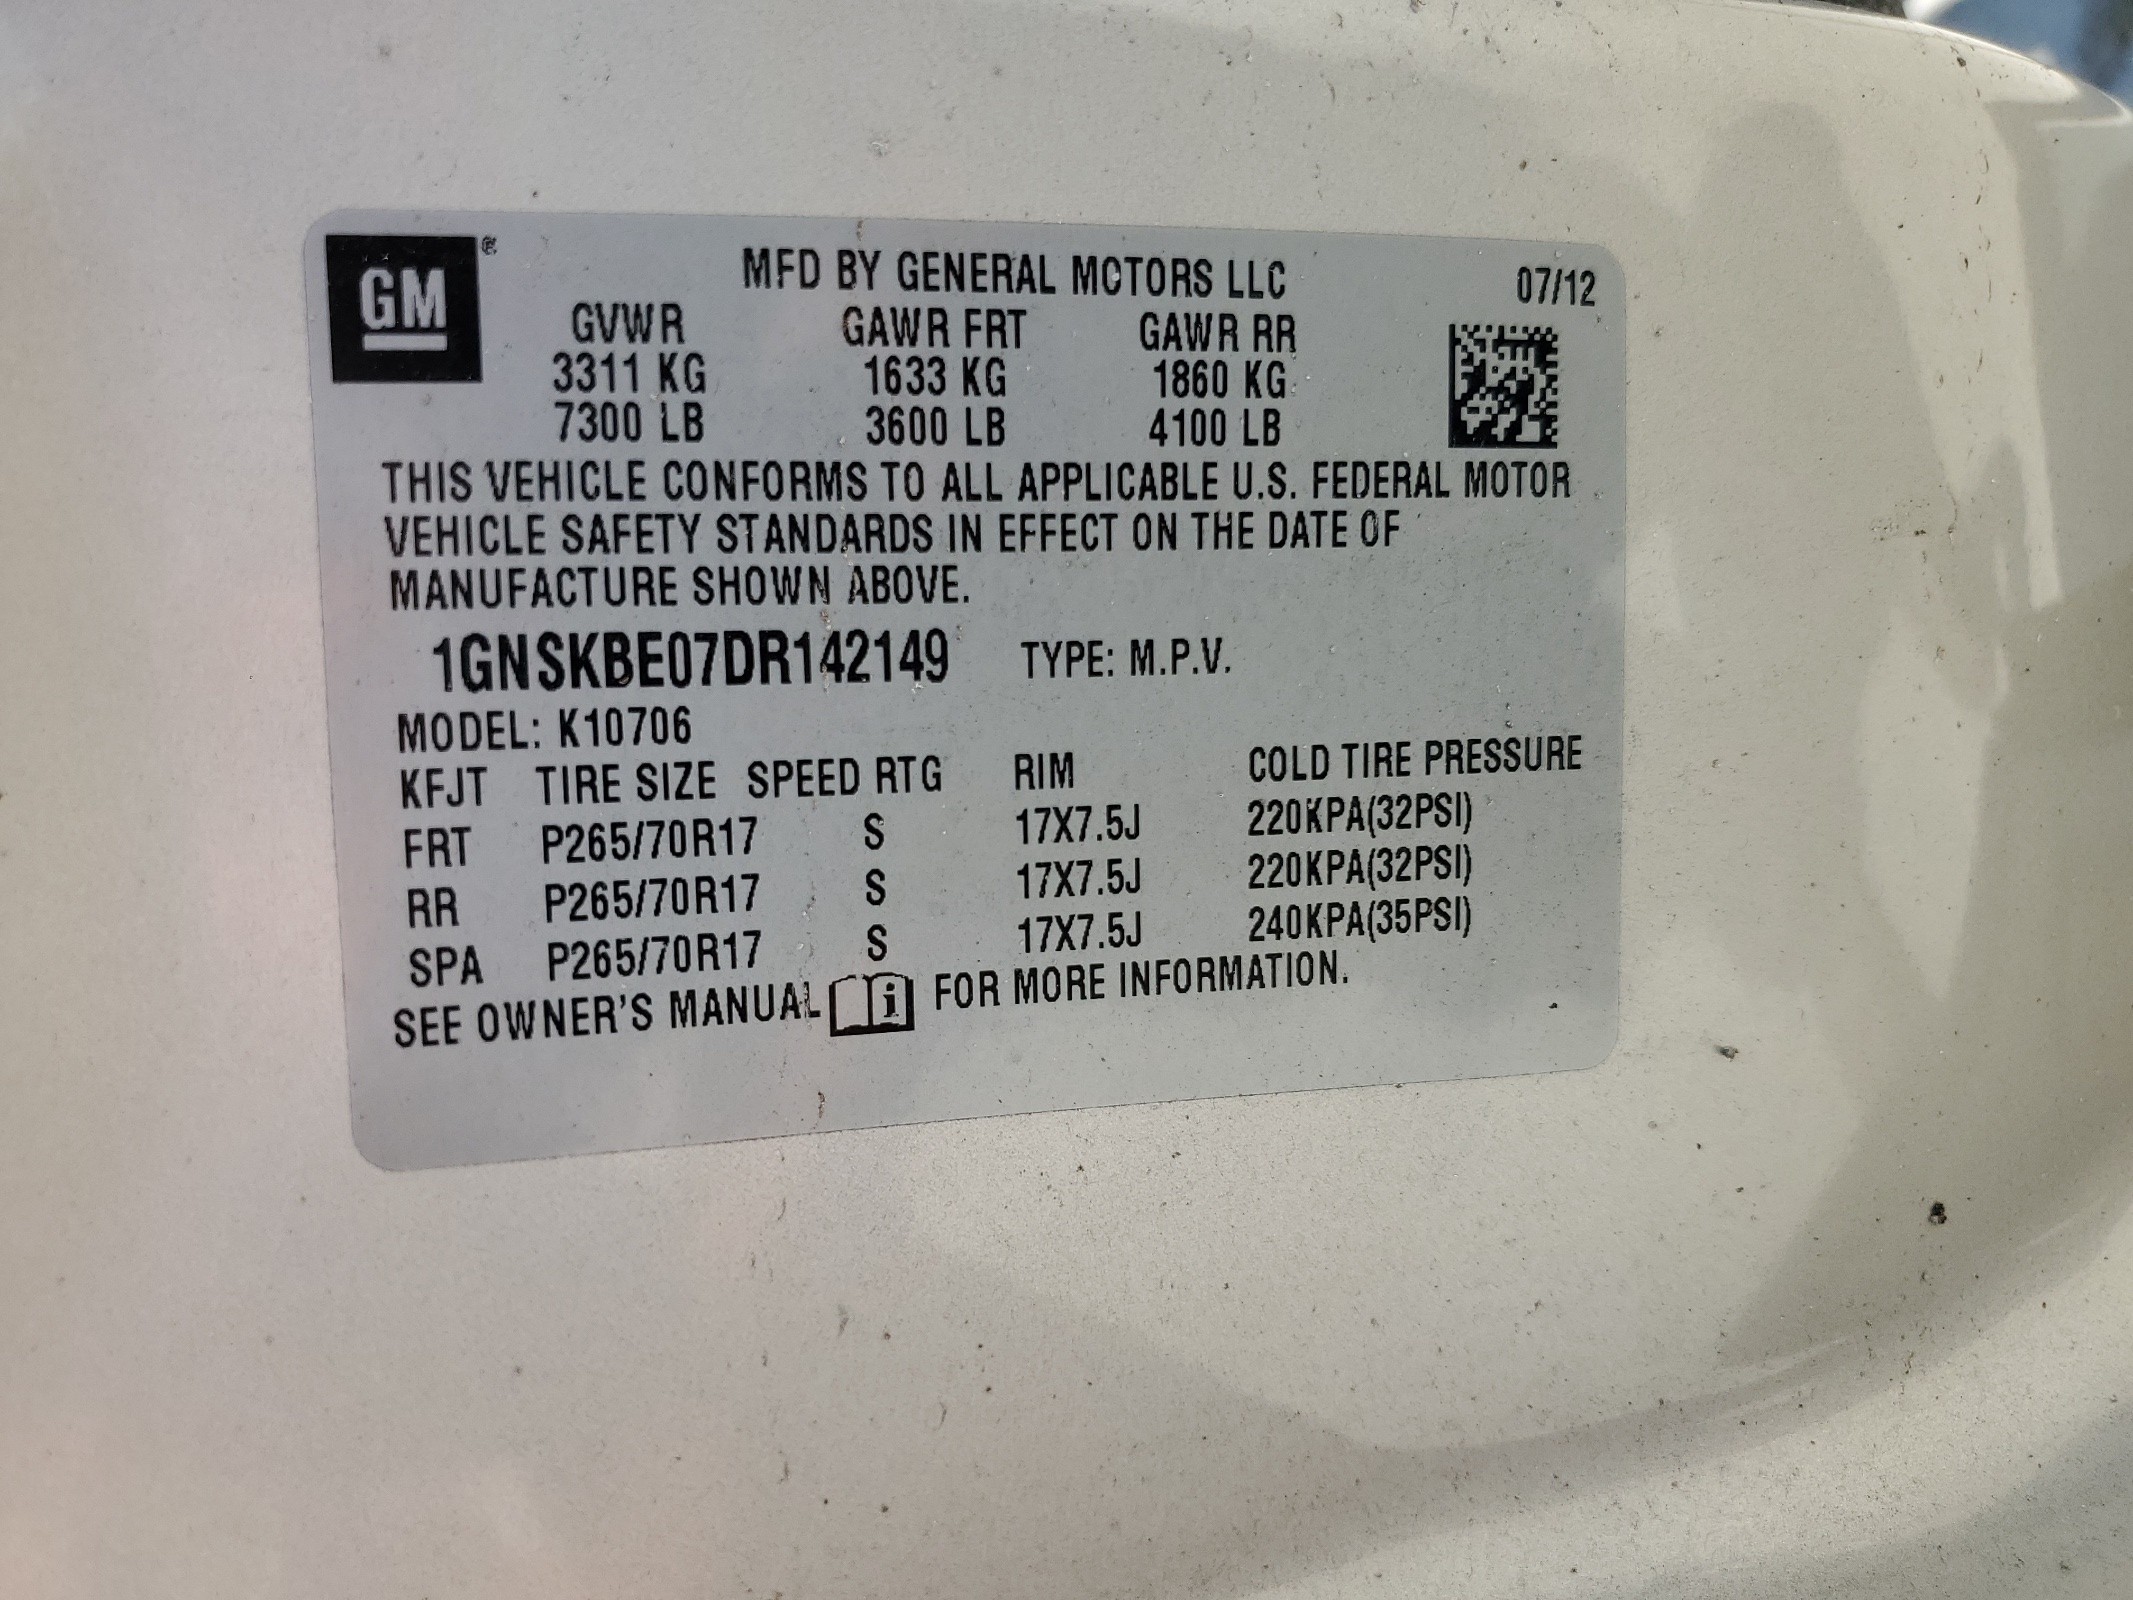 GM ®
MFD BY GENERAL MOTORS LLC 07/12
GVWR GAWR FRT GAWR RR
3311 KG 1633 KG 1860 KG
7300 LB 3600 LB 4100 LB
THIS VEHICLE CONFORMS TO ALL APPLICABLE U.S. FEDERAL MOTOR
VEHICLE SAFETY STANDARDS IN EFFECT ON THE DATE OF
MANUFACTURE SHOWN ABOVE.
1GNSKBE07DR142149 TYPE: M.P.V.
MODEL: K10706
KFJT TIRE SIZE SPEED RTG RIM COLD TIRE PRESSURE
FRT P265/70R17 S 17X7.5J 220KPA(32PSI)
RR P265/70R17 S 17X7.5J 220KPA(32PSI)
SPA P265/70R17 S 17X7.5J 240KPA(35PSI)
SEE OWNER'S MANUAL i FOR MORE INFORMATION.